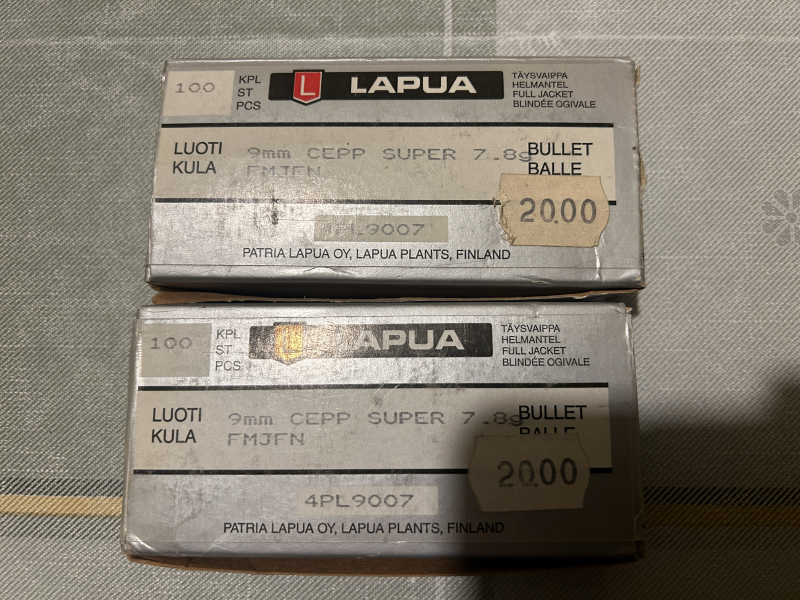 100
KPL
ST
PCS
L LAPUA
TÄYSVAIPPA
HELMANTEL
FULL JACKET
BLINDÉE OGIVALE
LUOTI
KULA
9mm CEPP SUPER 7.8g
FMJFN
BULLET
BALLE
20.00
4PL9007
PATRIA LAPUA OY, LAPUA PLANTS, FINLAND
100
KPL
ST
PCS
L LAPUA
TÄYSVAIPPA
HELMANTEL
FULL JACKET
BLINDÉE OGIVALE
LUOTI
KULA
9mm CEPP SUPER 7.8g
FMJFN
BULLET
BALLE
20.00
4PL9007
PATRIA LAPUA OY, LAPUA PLANTS, FINLAND